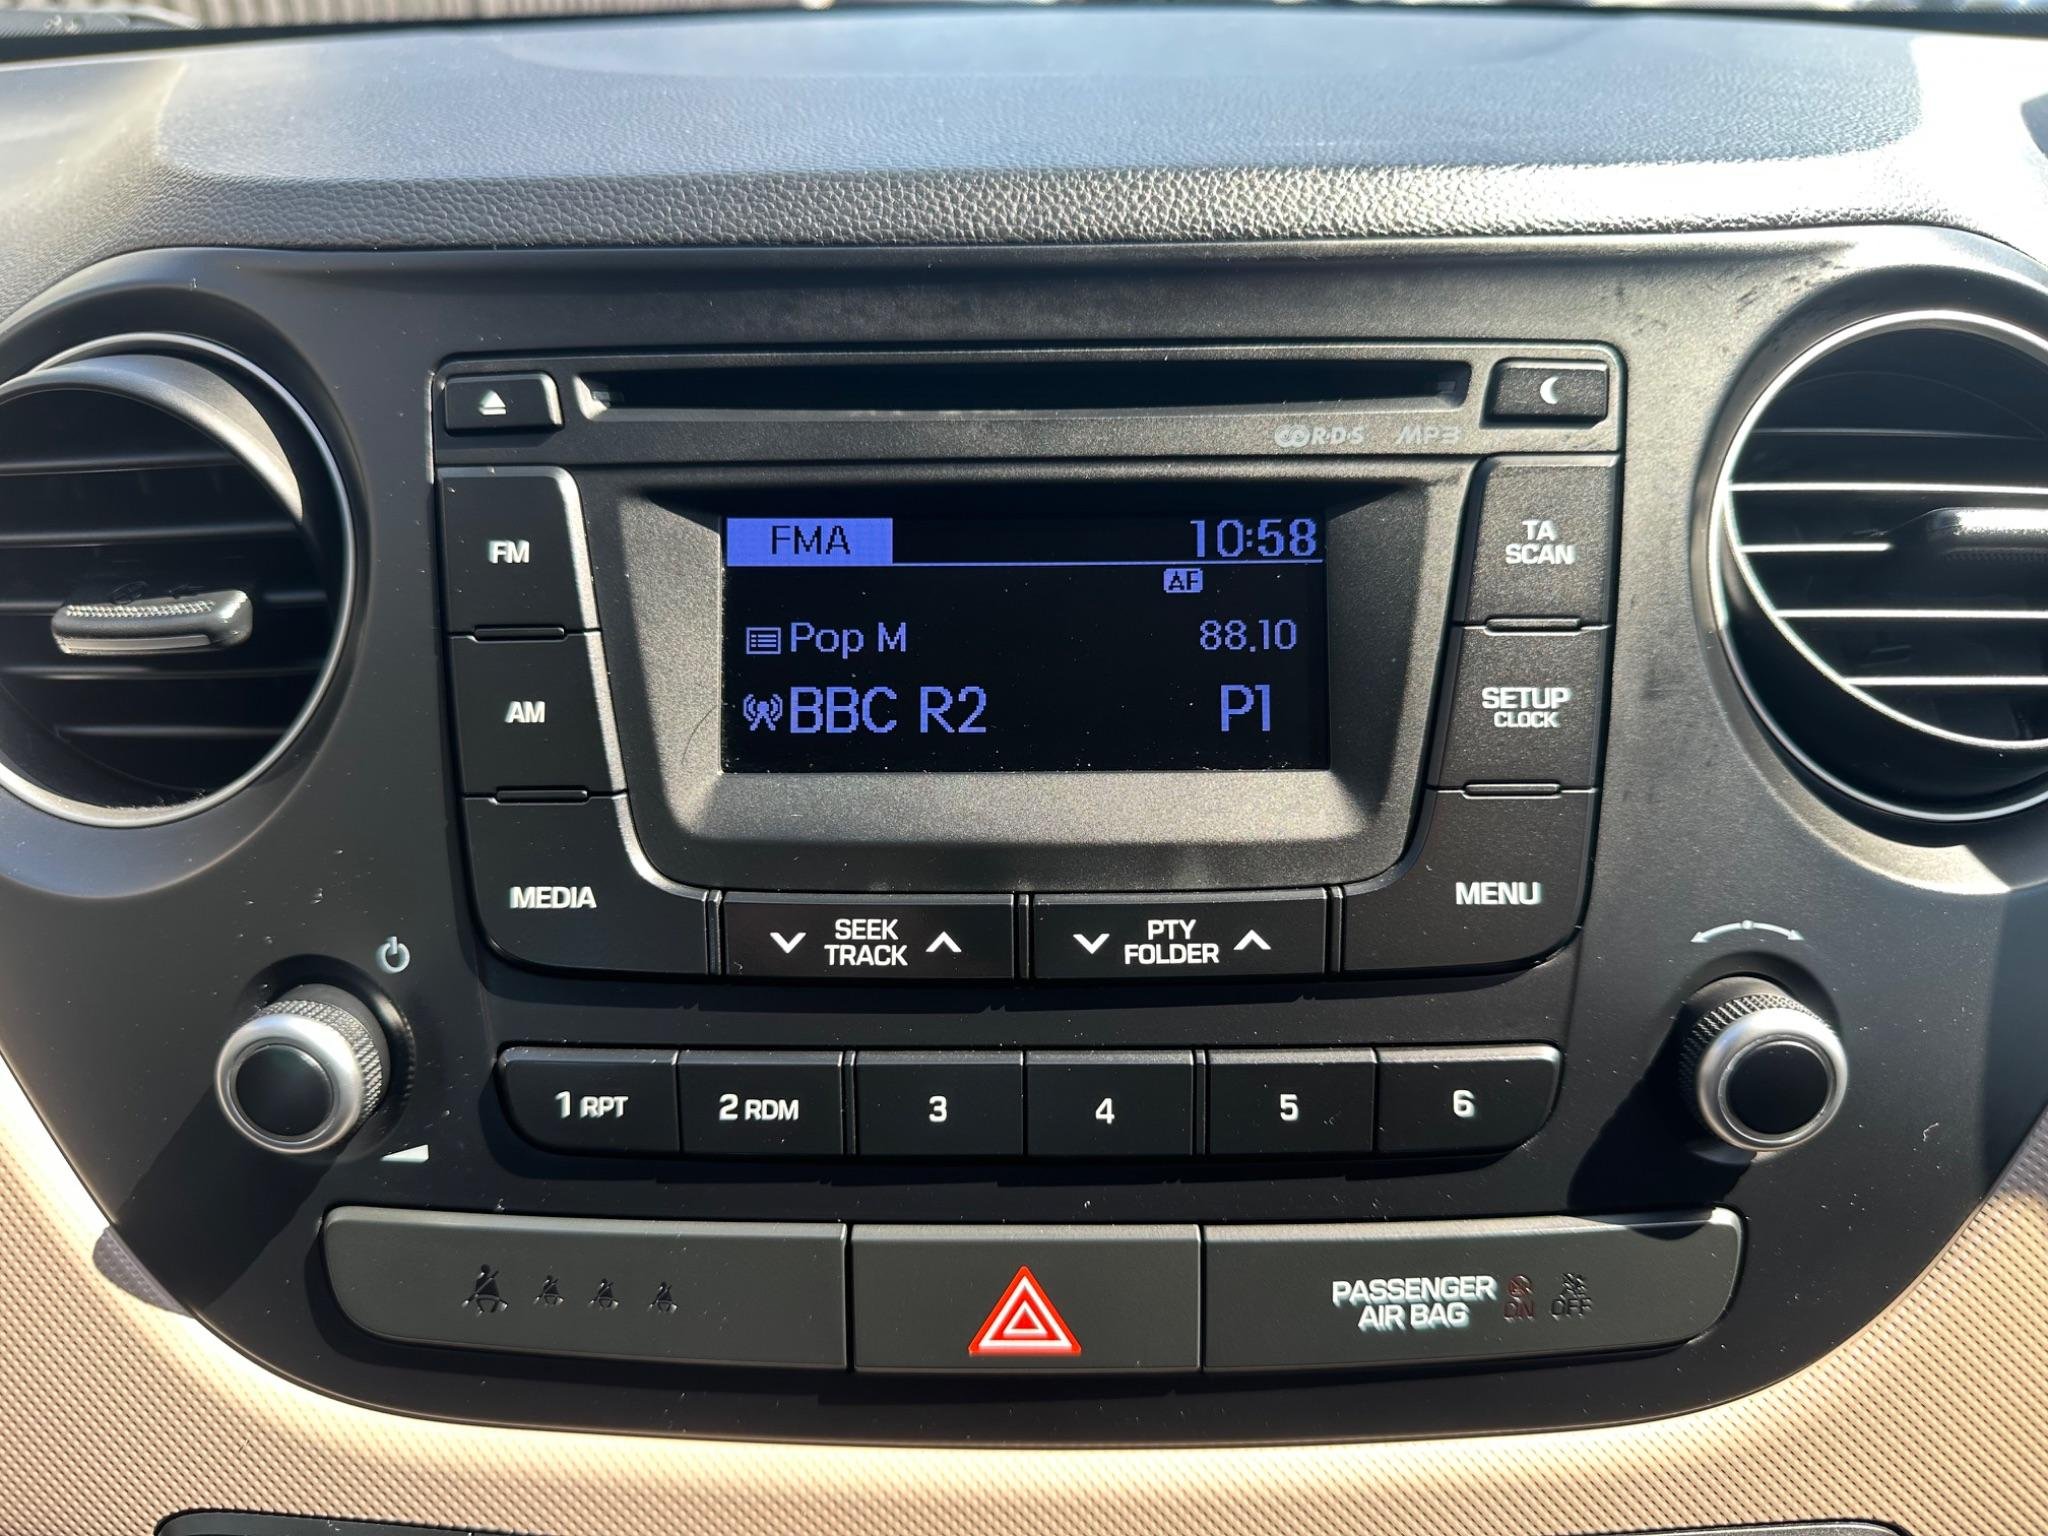 R·D·S MP3
FM
FMA 10:58
TA
SCAN
AF
Pop M 88.10
AM
BBC R2 P1
SETUP
CLOCK
MEDIA
SEEK
TRACK
PTY
FOLDER
MENU
1 RPT
2 RDM
3
4
5
6
PASSENGER
AIR BAG
ON OFF